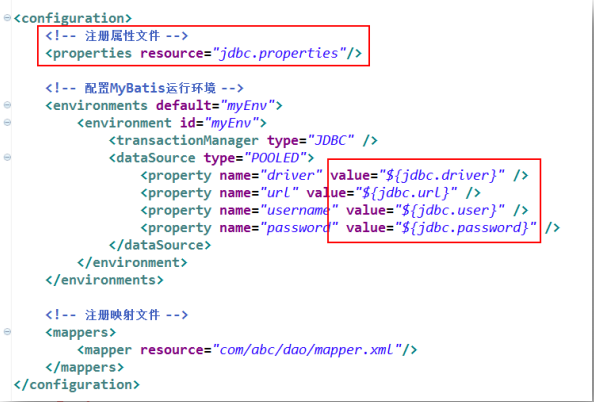 <configuration>
<!-- 注册属性文件 -->
<properties resource="jdbc.properties"/>
<!-- 配置MyBatis运行环境 -->
<environments default="myEnv">
<environment id="myEnv">
<transactionManager type="JDBC" />
<dataSource type="POOLED">
<property name="driver" value="${jdbc.driver}" />
<property name="url" value="${jdbc.url}" />
<property name="username" value="${jdbc.user}" />
<property name="password" value="${jdbc.password}" />
</dataSource>
</environment>
</environments>
<!-- 注册映射文件 -->
<mappers>
<mapper resource="com/abc/dao/mapper.xml"/>
</mappers>
</configuration>